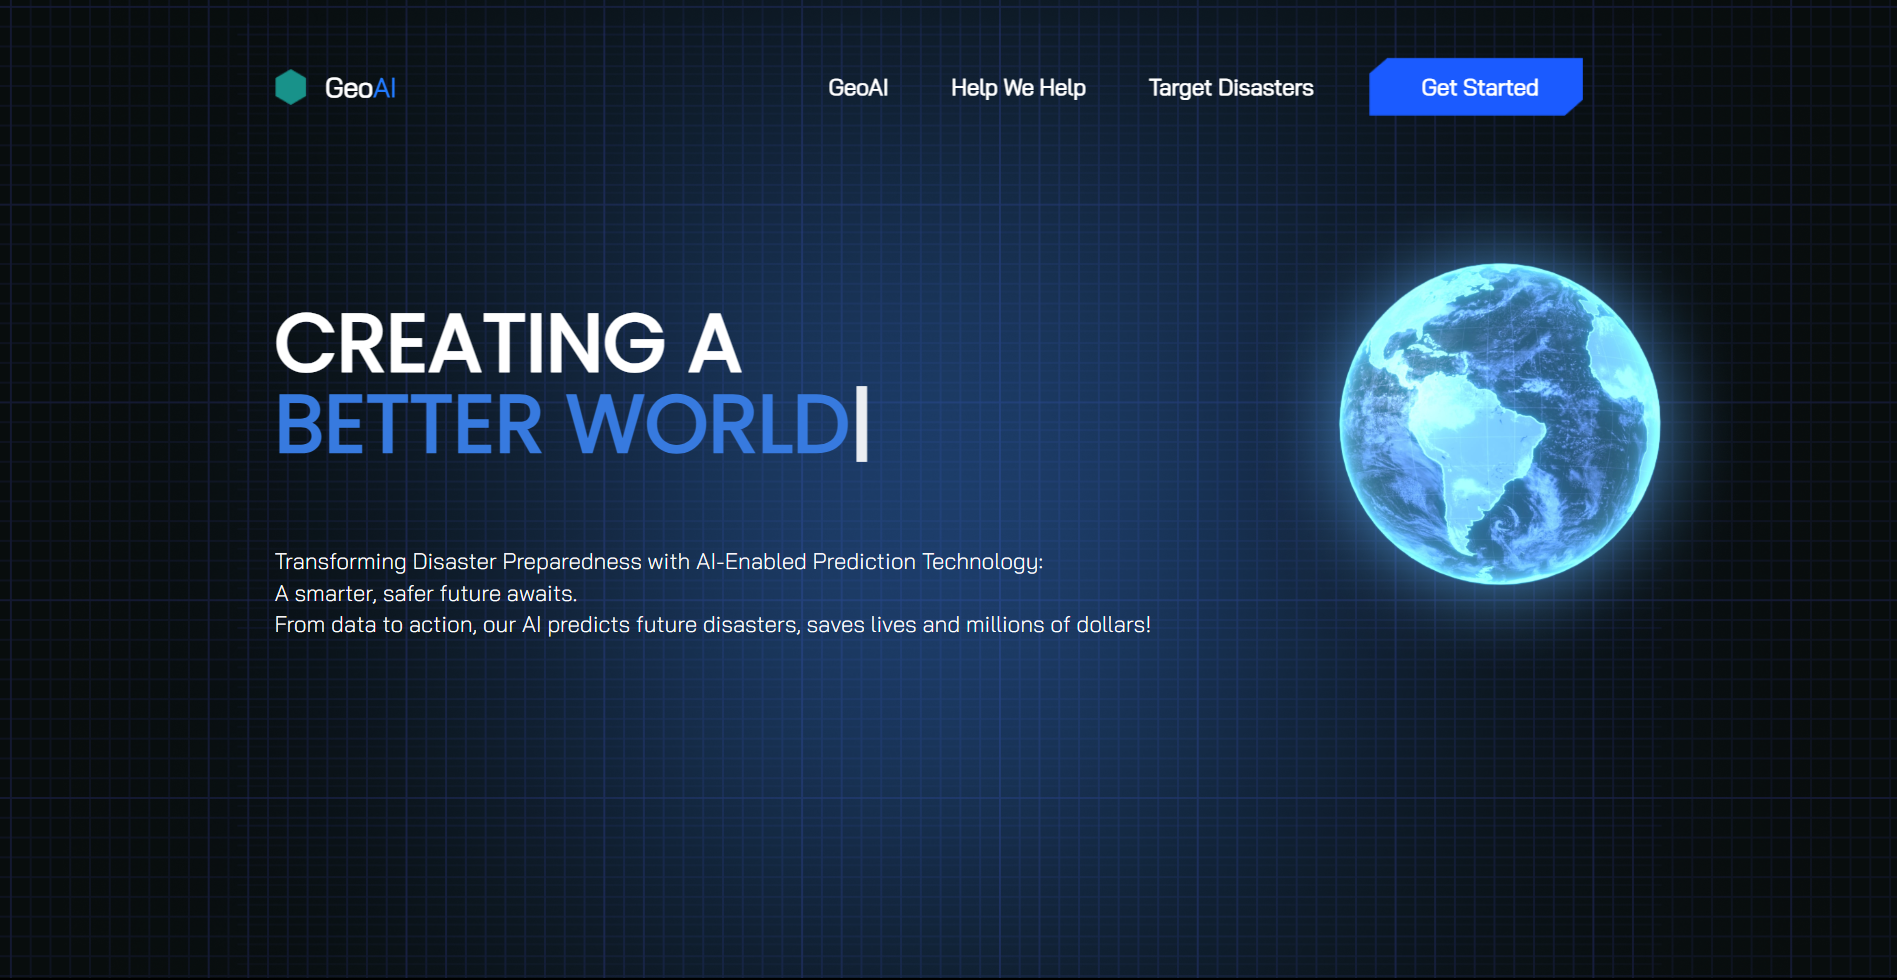 GeoAI
GeoAI
Help We Help
Target Disasters
Get Started
CREATING A
BETTER WORLD
Transforming Disaster Preparedness with AI-Enabled Prediction Technology:
A smarter, safer future awaits.
From data to action, our AI predicts future disasters, saves lives and millions of dollars!